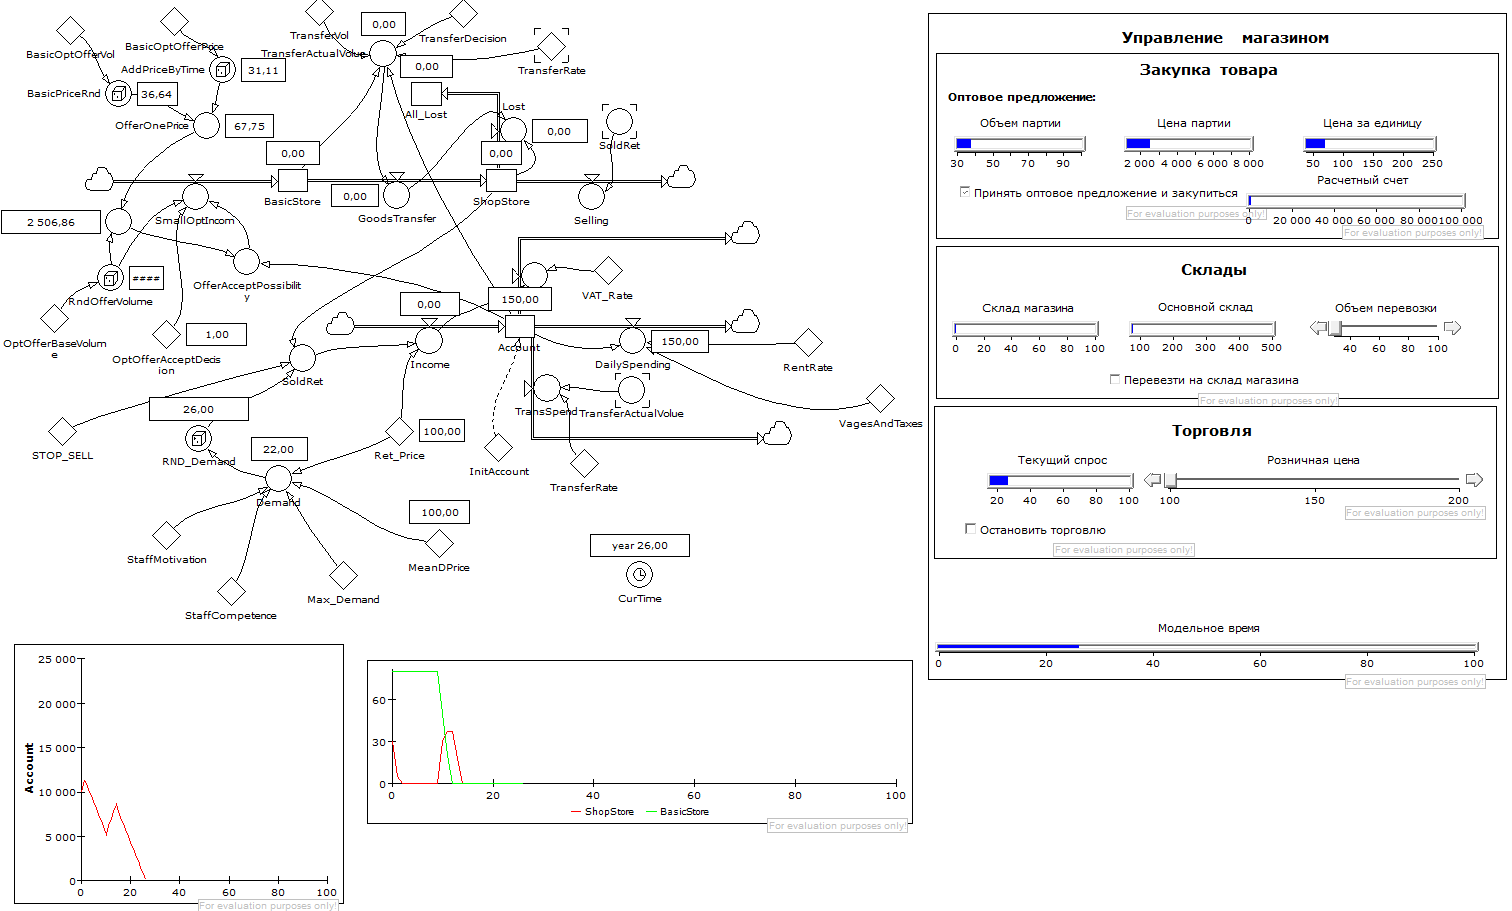 TransferVol
TransferDecision
TransferRate
BasicOptOfferVol
BasicOptOfferPrice
TransferActualVolue
0,00
0,00
AddPriceByTime
31,11
BasicPriceRnd
36,64
OfferOnePrice
67,75
All_Lost
Lost
0,00
SoldRet
0,00
0,00
BasicStore
0,00
GoodsTransfer
ShopStore
Selling
2 506,86
SmallOptIncom
OfferAcceptPossibilit
y
RndOfferVolume
####
OptOfferBaseVolum
e
1,00
OptOfferAcceptDecis
ion
0,00
150,00
VAT_Rate
Account
Income
DailySpending
150,00
RentRate
SoldRet
TransSpend
TransferActualVolue
VagesAndTaxes
26,00
STOP_SELL
RND_Demand
22,00
Ret_Price
100,00
InitAccount
TransferRate
Demand
100,00
StaffMotivation
MeanDPrice
StaffCompetence
Max_Demand
year 26,00
CurTime
25 000
20 000
15 000
10 000
5 000
0
Account
0 20 40 60 80 100
For evaluation purposes only!
60
30
0
0 20 40 60 80 100
ShopStore BasicStore
For evaluation purposes only!
Управление магазином
Закупка товара
Оптовое предложение:
Объем партии Цена партии Цена за единицу
30 50 70 90
2 000 4 000 6 000 8 000
50 100 150 200 250
Расчетный счет
Принять оптовое предложение и закупиться
For evaluation purposes only!
0 20 000 40 000 60 000 80 000 100 000
For evaluation purposes only!
Склады
Склад магазина Основной склад Объем перевозки
0 20 40 60 80 100
100 200 300 400 500
40 60 80 100
Перевезти на склад магазина
For evaluation purposes only!
Торговля
Текущий спрос Розничная цена
20 40 60 80 100
100 150 200
For evaluation purposes only!
Остановить торговлю
For evaluation purposes only!
Модельное время
0 20 40 60 80 100
For evaluation purposes only!